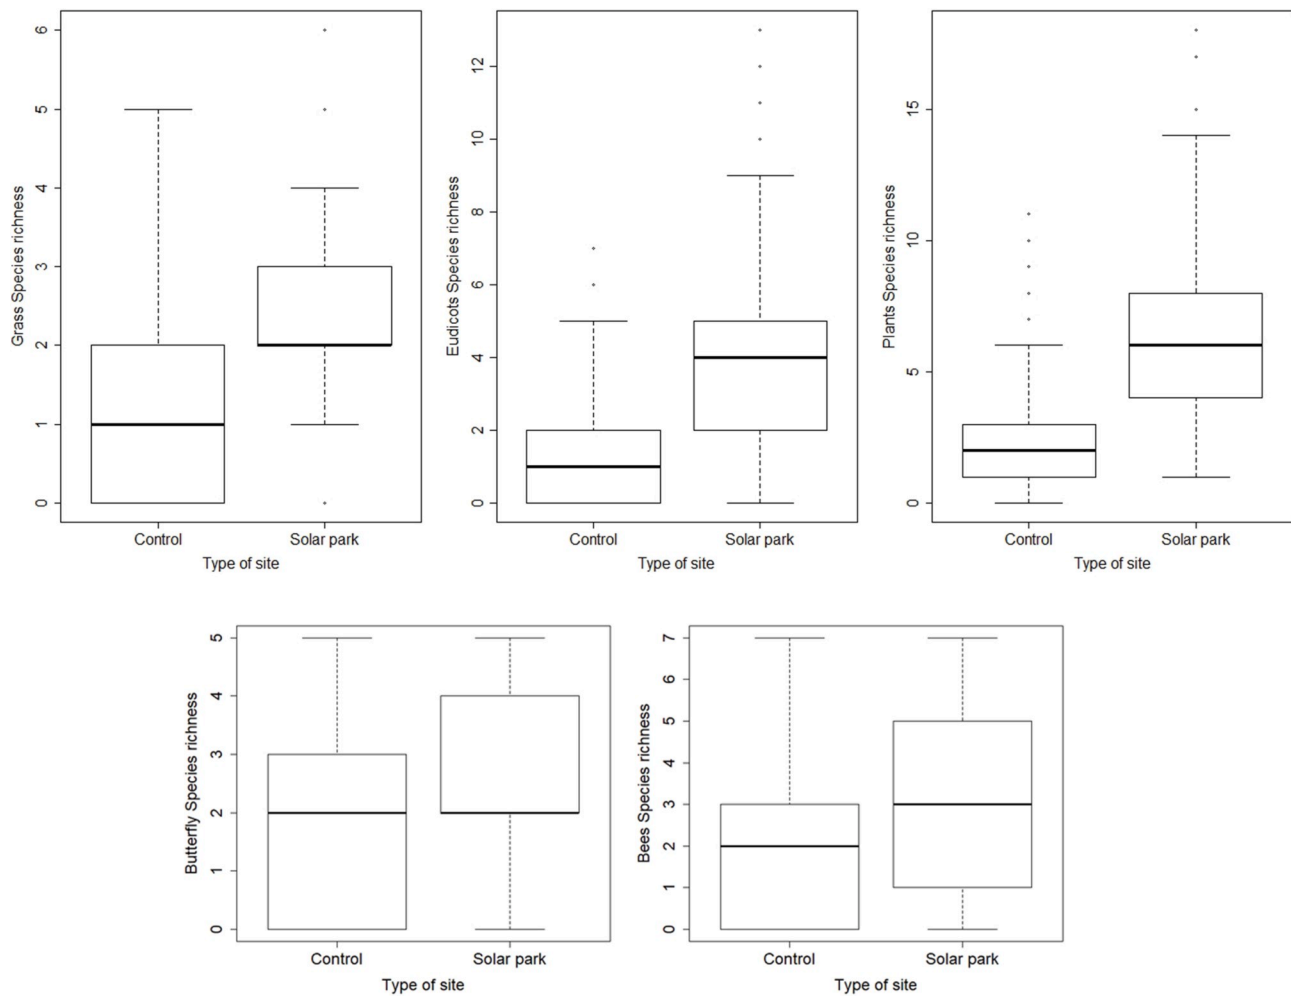 Grass Species richness
6
5
4
3
2
1
0
Control
Solar park
Type of site
Eudicots Species richness
12
10
8
6
4
2
0
Control
Solar park
Type of site
Plants Species richness
15
10
5
0
Control
Solar park
Type of site
Butterfly Species richness
5
4
3
2
1
0
Control
Solar park
Type of site
Bees Species richness
7
6
5
4
3
2
1
0
Control
Solar park
Type of site